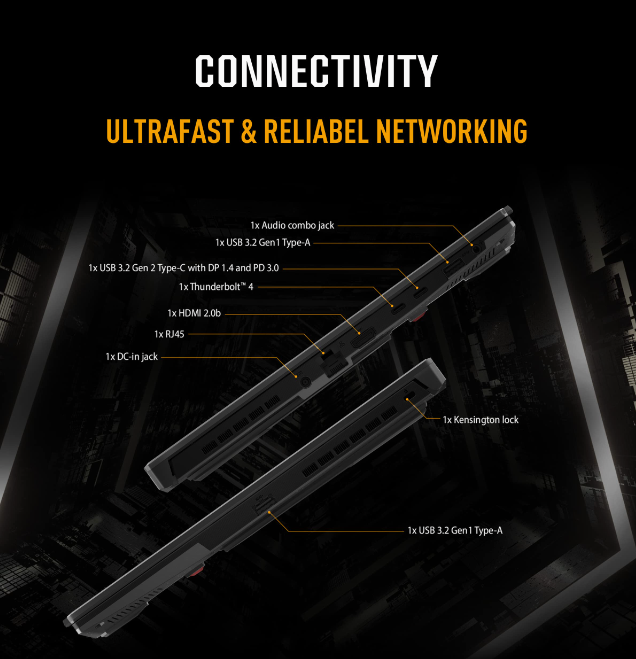 CONNECTIVITY
ULTRAFAST & RELIABEL NETWORKING
1x Audio combo jack
1x USB 3.2 Gen1 Type-A
1x USB 3.2 Gen 2 Type-C with DP 1.4 and PD 3.0
1x Thunderbolt™ 4
1x HDMI 2.0b
1x RJ45
1x DC-in jack
1x Kensington lock
1x USB 3.2 Gen1 Type-A